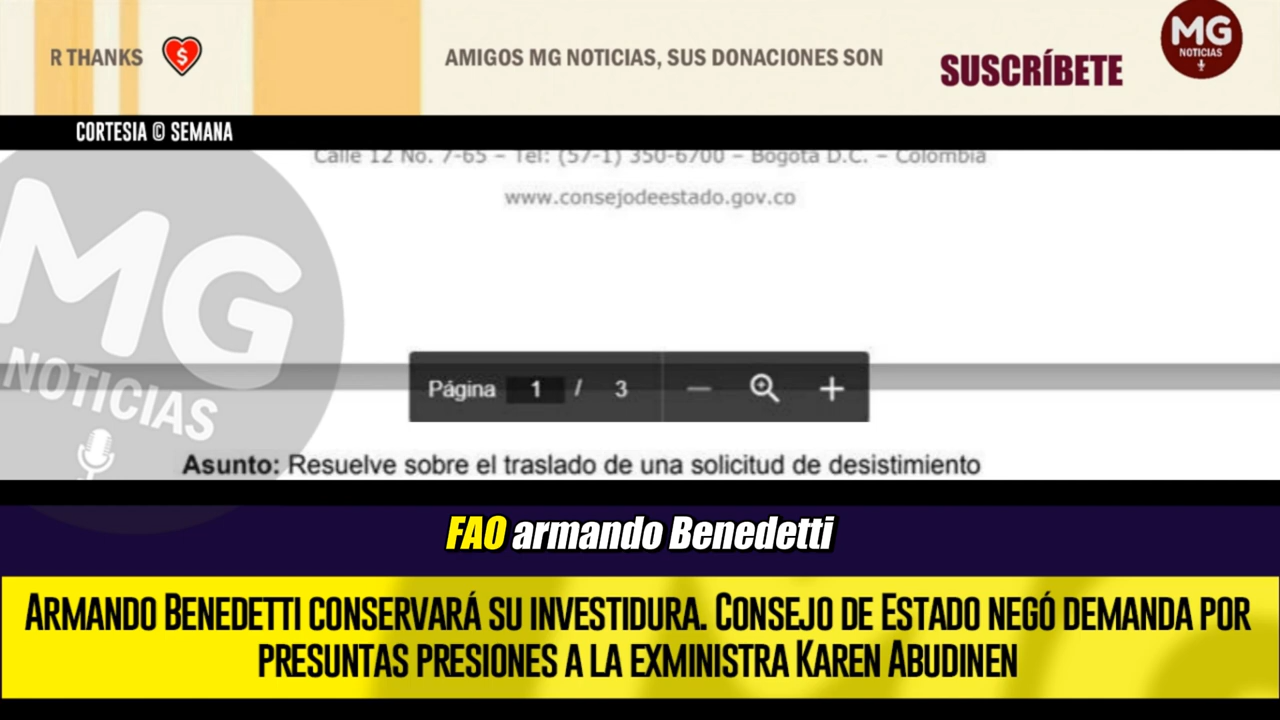 R THANKS
AMIGOS MG NOTICIAS, SUS DONACIONES SON
SUSCRÍBETE
MG
NOTICIAS
CORTESIA © SEMANA
Calle 12 No. 7-65 – Tel: (57-1) 350-6700 – Bogotá D.C. – Colombia
www.consejodeestado.gov.co
MG
NOTICIAS
Página 1 / 3
Asunto: Resuelve sobre el traslado de una solicitud de desistimiento
FAO armando Benedetti
ARMANDO BENEDETTI CONSERVARÁ SU INVESTIDURA. CONSEJO DE ESTADO NEGÓ DEMANDA POR
PRESUNTAS PRESIONES A LA EXMINISTRA KAREN ABUDINEN